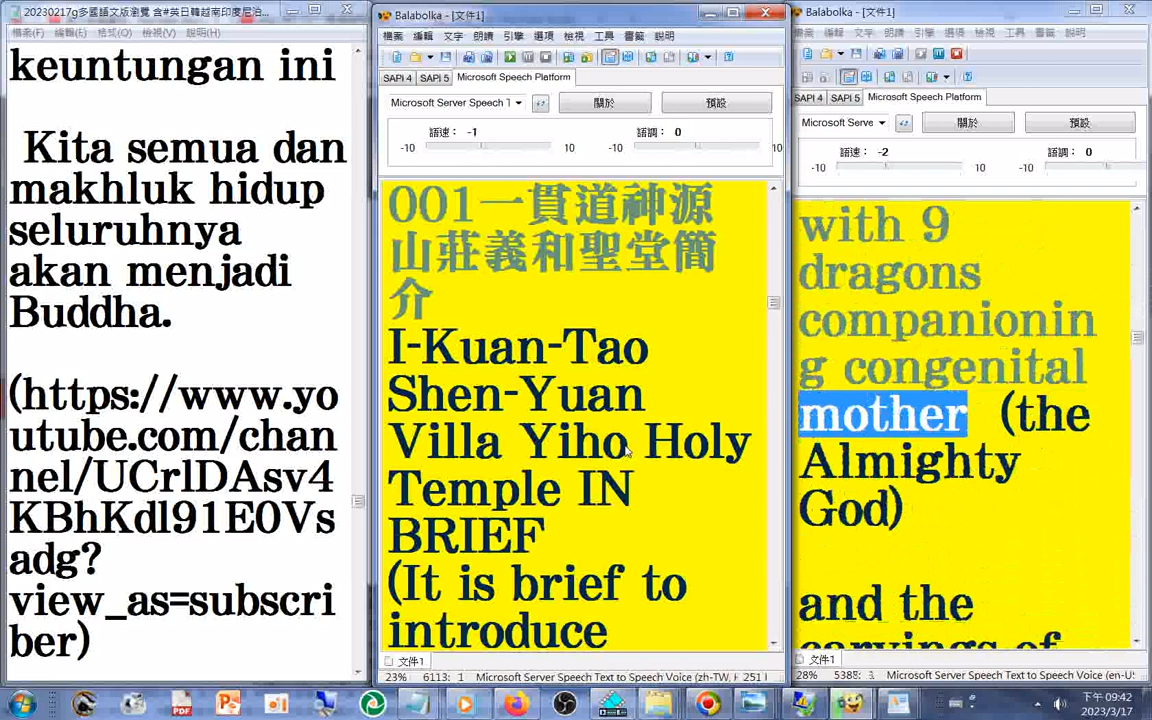 20230217g多國語文版瀏覽 含#英日韓越南印度尼泊...
檔案(F) 編輯(E) 格式(O) 檢視(V) 說明(H)
keuntungan ini
Kita semua dan
makhluk hidup
seluruhnya
akan menjadi
Buddha.
(https://www.yo
utube.com/chan
nel/UCrlDAsv4
KBhKdl91E0Vs
adg?
view_as=subscri
ber)
Balabolka - [文件1]
檔案 編輯 文字 朗讀 引擎 選項 檢視 工具 書籤 說明
SAPI 4 SAPI 5 Microsoft Speech Platform
Microsoft Server Speech T 關於 預設
語速： -1 語調： 0
-10 10 -10 10
001一貫道神源
山莊義和聖堂簡
介
I-Kuan-Tao
Shen-Yuan
Villa Yiho Holy
Temple IN
BRIEF
(It is brief to
introduce
文件1
23% 6113: 1 Microsoft Server Speech Text to Speech Voice (zh-TW, H 251 I
Balabolka - [文件1]
檔案 編輯 文字 朗讀 引擎 選項 檢視 工具 書籤 說明
SAPI 4 SAPI 5 Microsoft Speech Platform
Microsoft Serve 關於 預設
語速： -2 語調： 0
-10 10 -10
with 9
dragons
companionin
g congenital
mother (the
Almighty
God)
and the
carvings of
文件1
28% 5385: 1 Microsoft Server Speech Text to Speech Voice (en-U
下午 09:42
2023/3/17